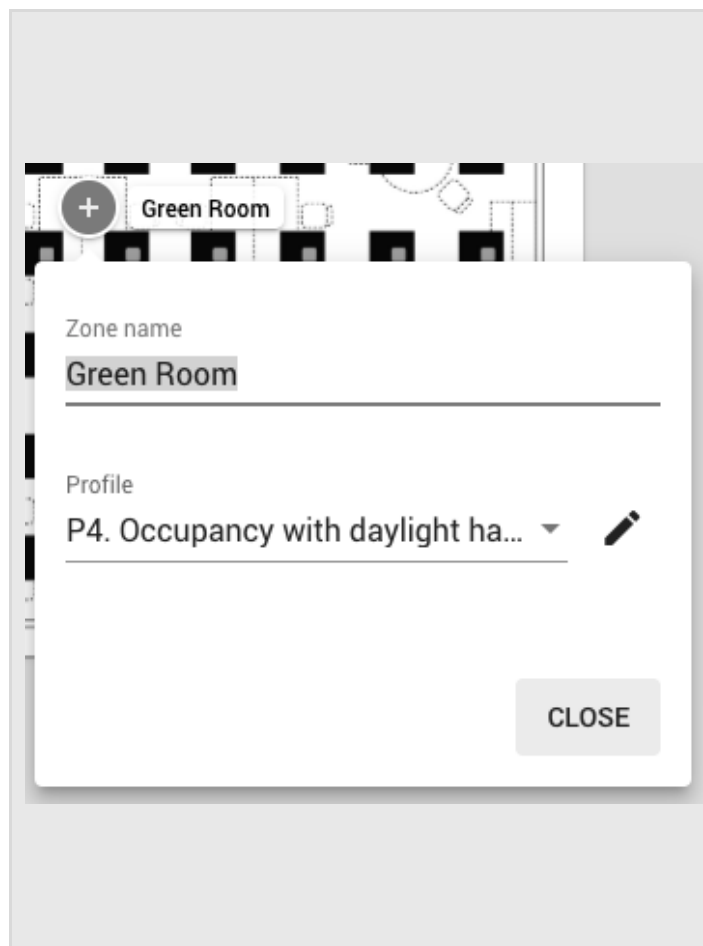 Green Room
Zone name
Green Room
Profile
P4. Occupancy with daylight ha...
CLOSE